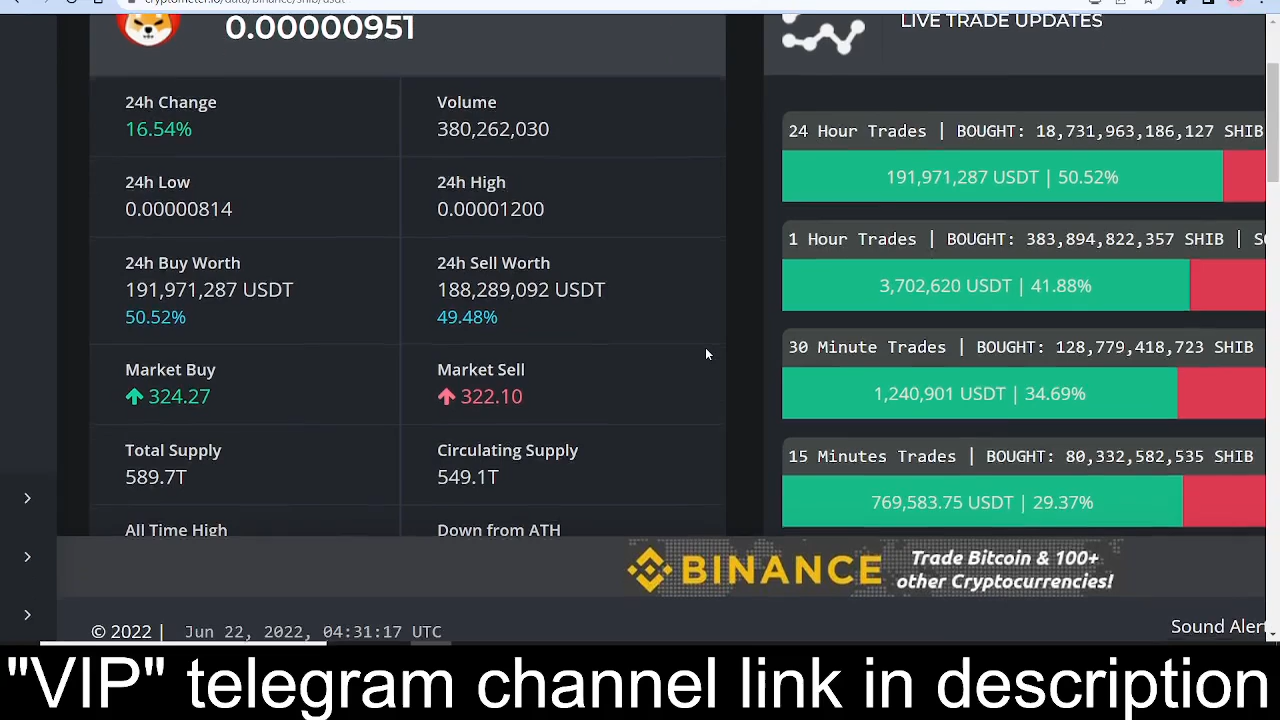 cryptometer.io/data/binance/shib/usdt
0.00000951
LIVE TRADE UPDATES
24h Change
16.54%
Volume
380,262,030
24h Low
0.00000814
24h High
0.00001200
24h Buy Worth
191,971,287 USDT
50.52%
24h Sell Worth
188,289,092 USDT
49.48%
Market Buy
324.27
Market Sell
322.10
Total Supply
589.7T
Circulating Supply
549.1T
All Time High
Down from ATH
24 Hour Trades | BOUGHT: 18,731,963,186,127 SHIB
191,971,287 USDT | 50.52%
1 Hour Trades | BOUGHT: 383,894,822,357 SHIB | S
3,702,620 USDT | 41.88%
30 Minute Trades | BOUGHT: 128,779,418,723 SHIB
1,240,901 USDT | 34.69%
15 Minutes Trades | BOUGHT: 80,332,582,535 SHIB
769,583.75 USDT | 29.37%
BINANCE
Trade Bitcoin & 100+
other Cryptocurrencies!
© 2022 | Jun 22, 2022, 04:31:17 UTC
Sound Alert
"VIP" telegram channel link in description